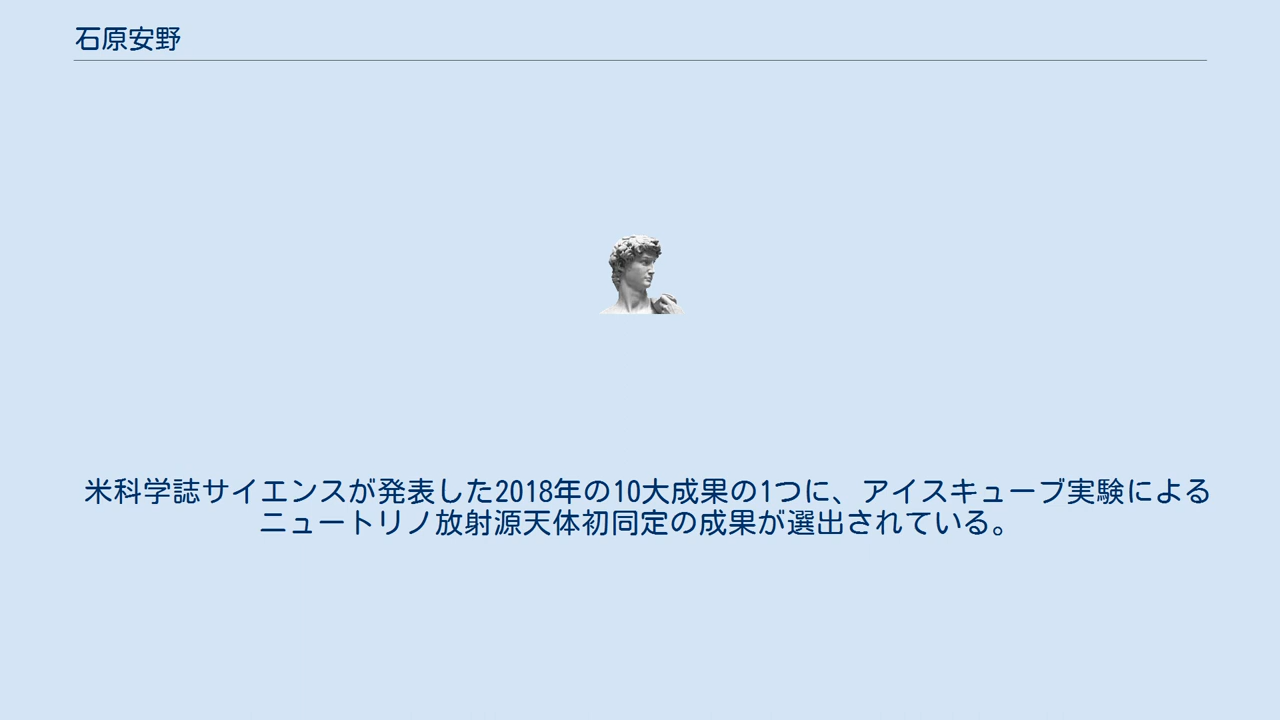 石原安野
米科学誌サイエンスが発表した2018年の10大成果の1つに、アイスキューブ実験による
ニュートリノ放射源天体初同定の成果が選出されている。